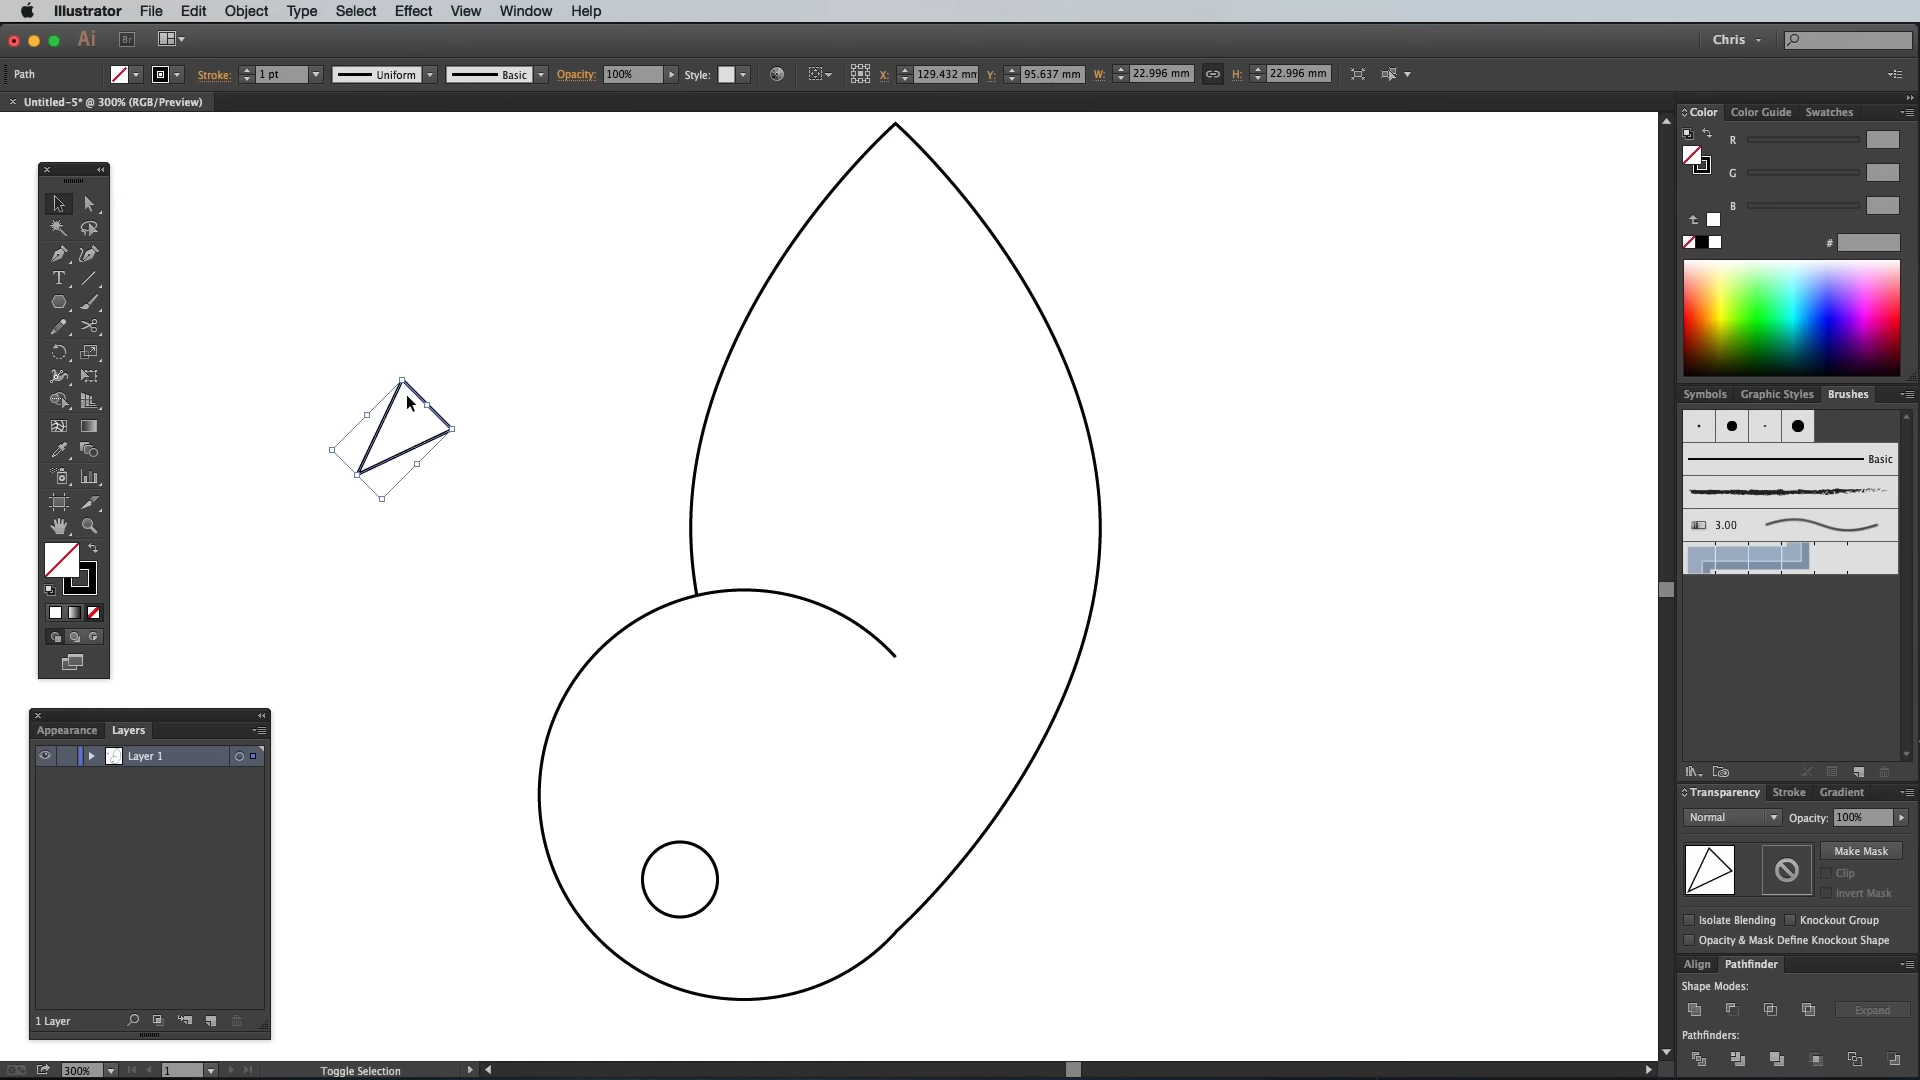 Illustrator File Edit Object Type Select Effect View Window Help
Ai Br Chris
Path Stroke: 1 pt Uniform Basic Opacity: 100% Style: X: 129.432 mm Y: 95.637 mm W: 22.996 mm H: 22.996 mm
Untitled-5* @ 300% (RGB/Preview)
Color Color Guide Swatches
R
G
B
#
Symbols Graphic Styles Brushes
Basic
3.00
T
Appearance Layers
Layer 1
1 Layer
Transparency Stroke Gradient
Normal Opacity: 100%
Make Mask
Clip
Invert Mask
Isolate Blending Knockout Group
Opacity & Mask Define Knockout Shape
Align Pathfinder
Shape Modes:
Expand
Pathfinders:
300% 1 Toggle Selection